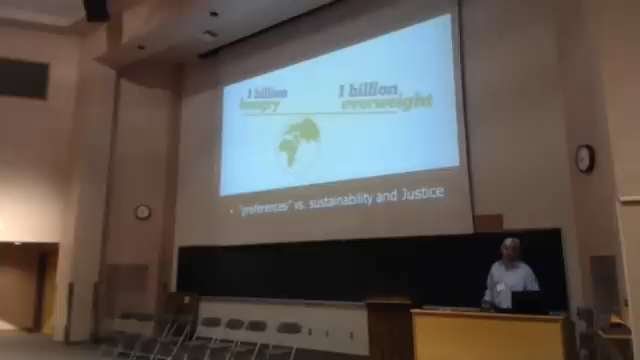 1 billion
hungry
1 billion
overweight
• "preferences" vs. sustainability and Justice